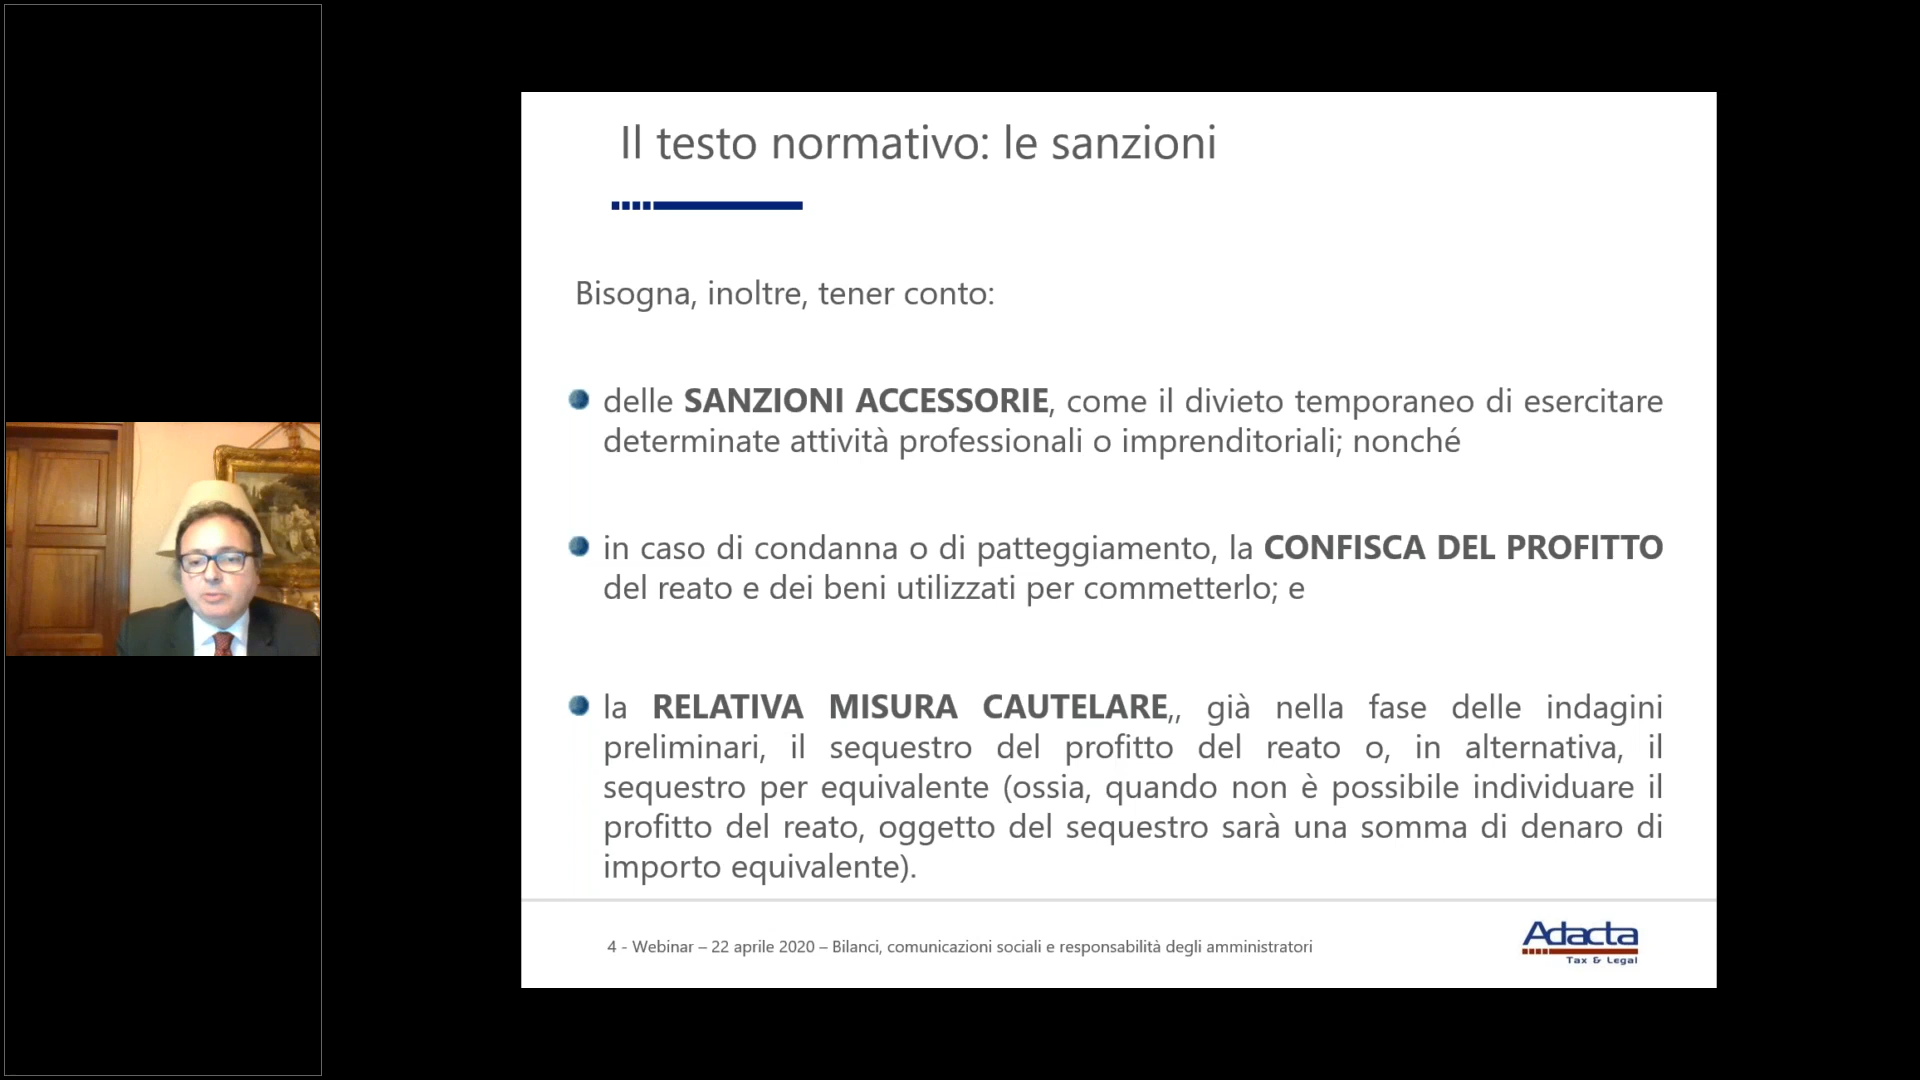 Il testo normativo: le sanzioni
Bisogna, inoltre, tener conto:
delle SANZIONI ACCESSORIE, come il divieto temporaneo di esercitare
determinate attività professionali o imprenditoriali; nonché
in caso di condanna o di patteggiamento, la CONFISCA DEL PROFITTO
del reato e dei beni utilizzati per commetterlo; e
la RELATIVA MISURA CAUTELARE,, già nella fase delle indagini
preliminari, il sequestro del profitto del reato o, in alternativa, il
sequestro per equivalente (ossia, quando non è possibile individuare il
profitto del reato, oggetto del sequestro sarà una somma di denaro di
importo equivalente).
4 - Webinar – 22 aprile 2020 – Bilanci, comunicazioni sociali e responsabilità degli amministratori
Adacta
Tax & Legal